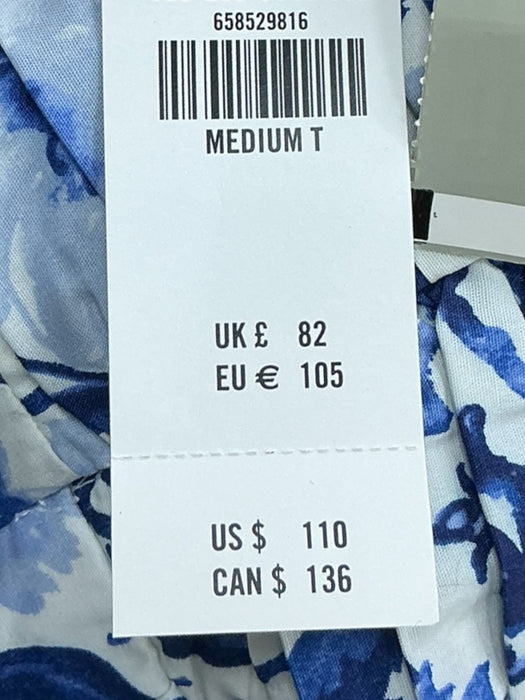 658529816
MEDIUM T
UK £ 82
EU € 105
US $ 110
CAN $ 136